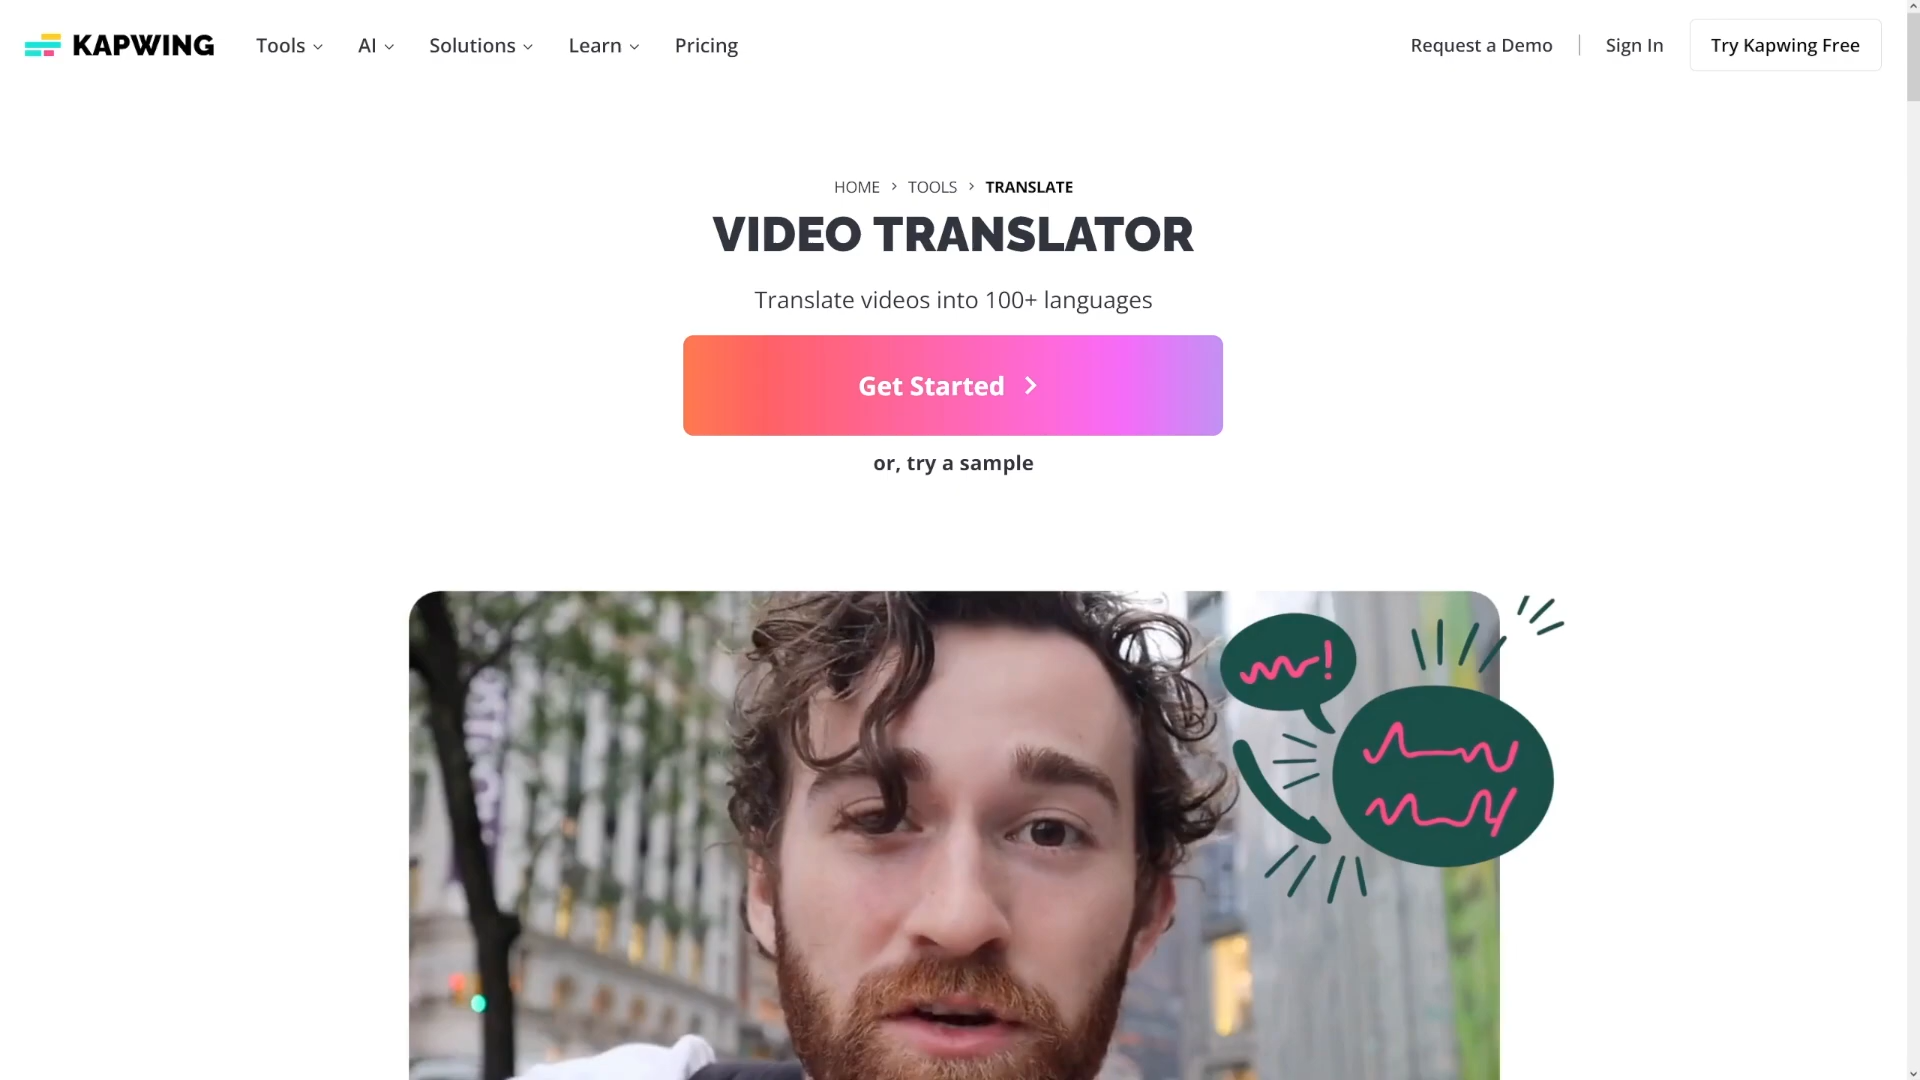 KAPWING Tools AI Solutions Learn Pricing Request a Demo Sign In Try Kapwing Free
HOME > TOOLS > TRANSLATE
VIDEO TRANSLATOR
Translate videos into 100+ languages
Get Started >
or, try a sample